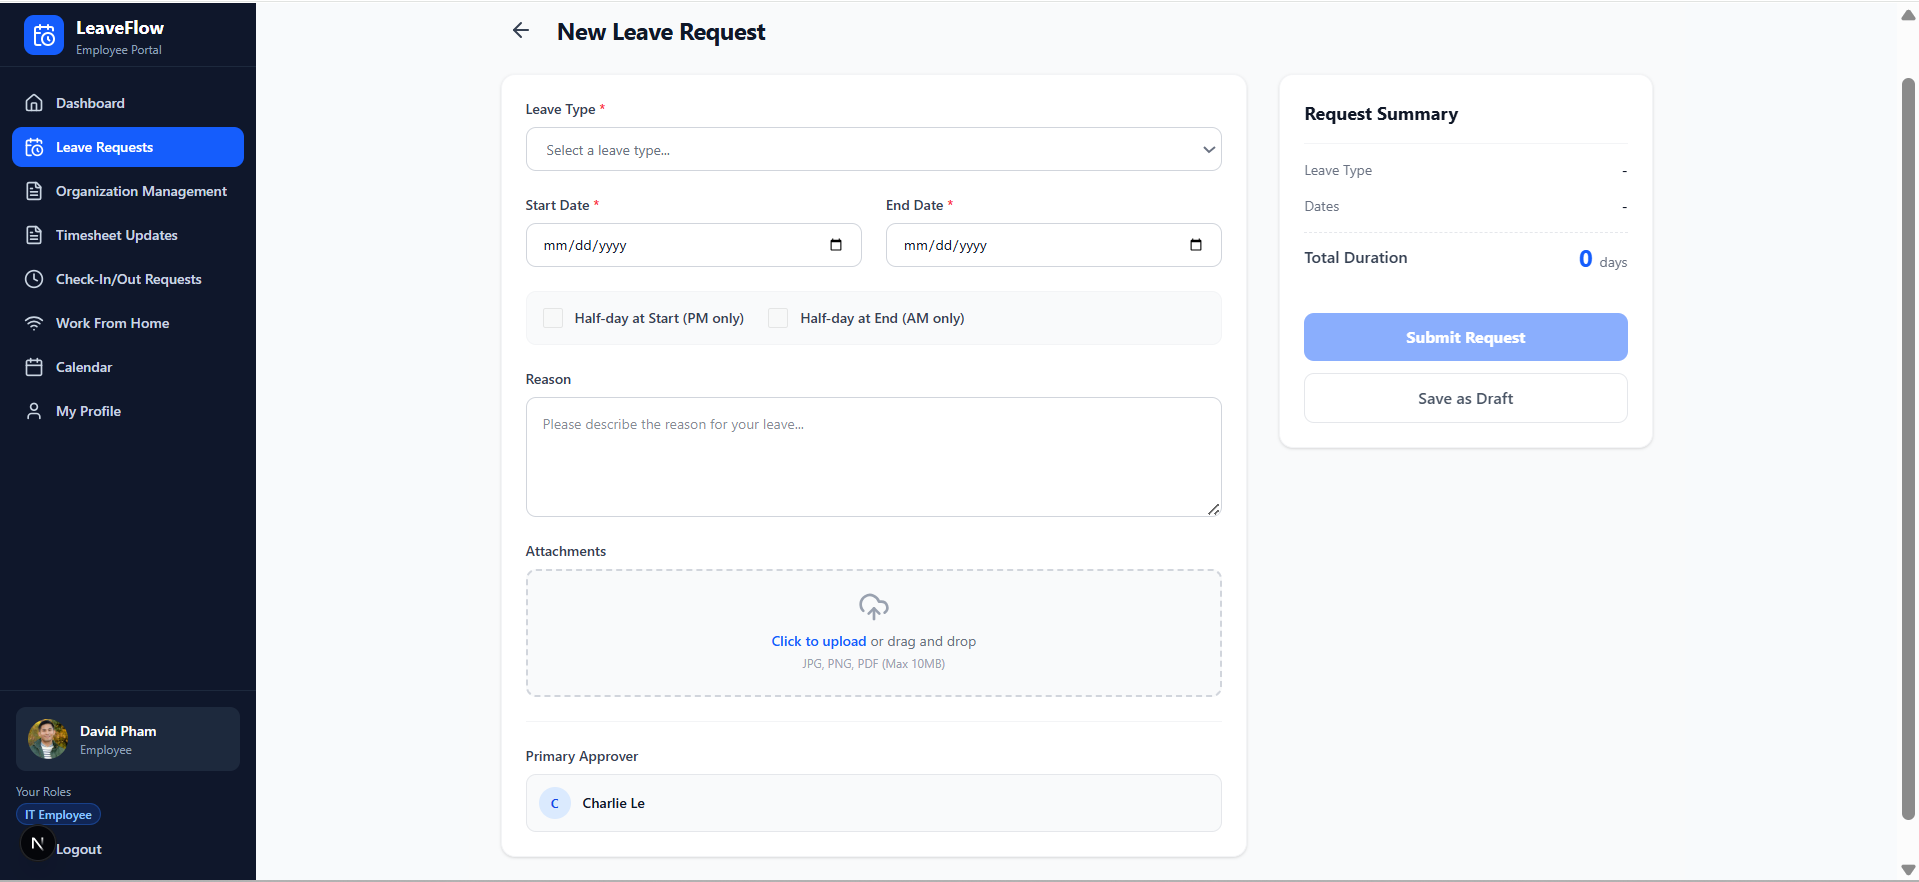 LeaveFlow
Employee Portal
Dashboard
Leave Requests
Organization Management
Timesheet Updates
Check-In/Out Requests
Work From Home
Calendar
My Profile
David Pham
Employee
Your Roles
IT Employee
N
Logout
New Leave Request
Leave Type *
Select a leave type...
Start Date *
End Date *
mm/dd/yyyy
mm/dd/yyyy
Half-day at Start (PM only)
Half-day at End (AM only)
Reason
Please describe the reason for your leave...
Attachments
Click to upload or drag and drop
JPG, PNG, PDF (Max 10MB)
Primary Approver
C
Charlie Le
Request Summary
Leave Type -
Dates -
Total Duration 0 days
Submit Request
Save as Draft